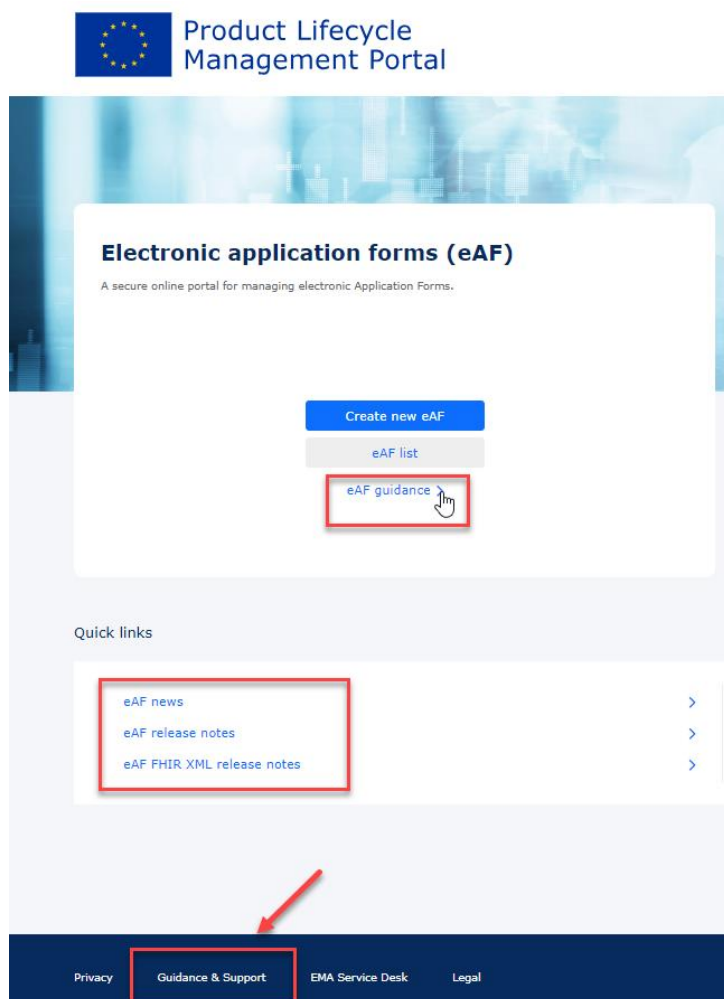 Product Lifecycle
Management Portal
Electronic application forms (eAF)
A secure online portal for managing electronic Application Forms.
Create new eAF
eAF list
eAF guidance
Quick links
eAF news
eAF release notes
eAF FHIR XML release notes
Privacy Guidance & Support EMA Service Desk Legal